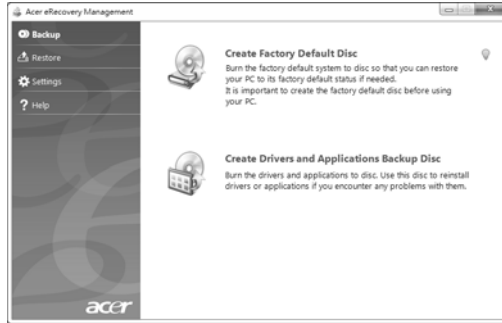 Acer eRecovery Management
Backup
Restore
Settings
Help
Create Factory Default Disc
Burn the factory default system to disc so that you can restore
your PC to its factory default status if needed.
It is important to create the factory default disc before using
your PC.
Create Drivers and Applications Backup Disc
Burn the drivers and applications to disc. Use this disc to reinstall
drivers or applications if you encounter any problems with them.
acer